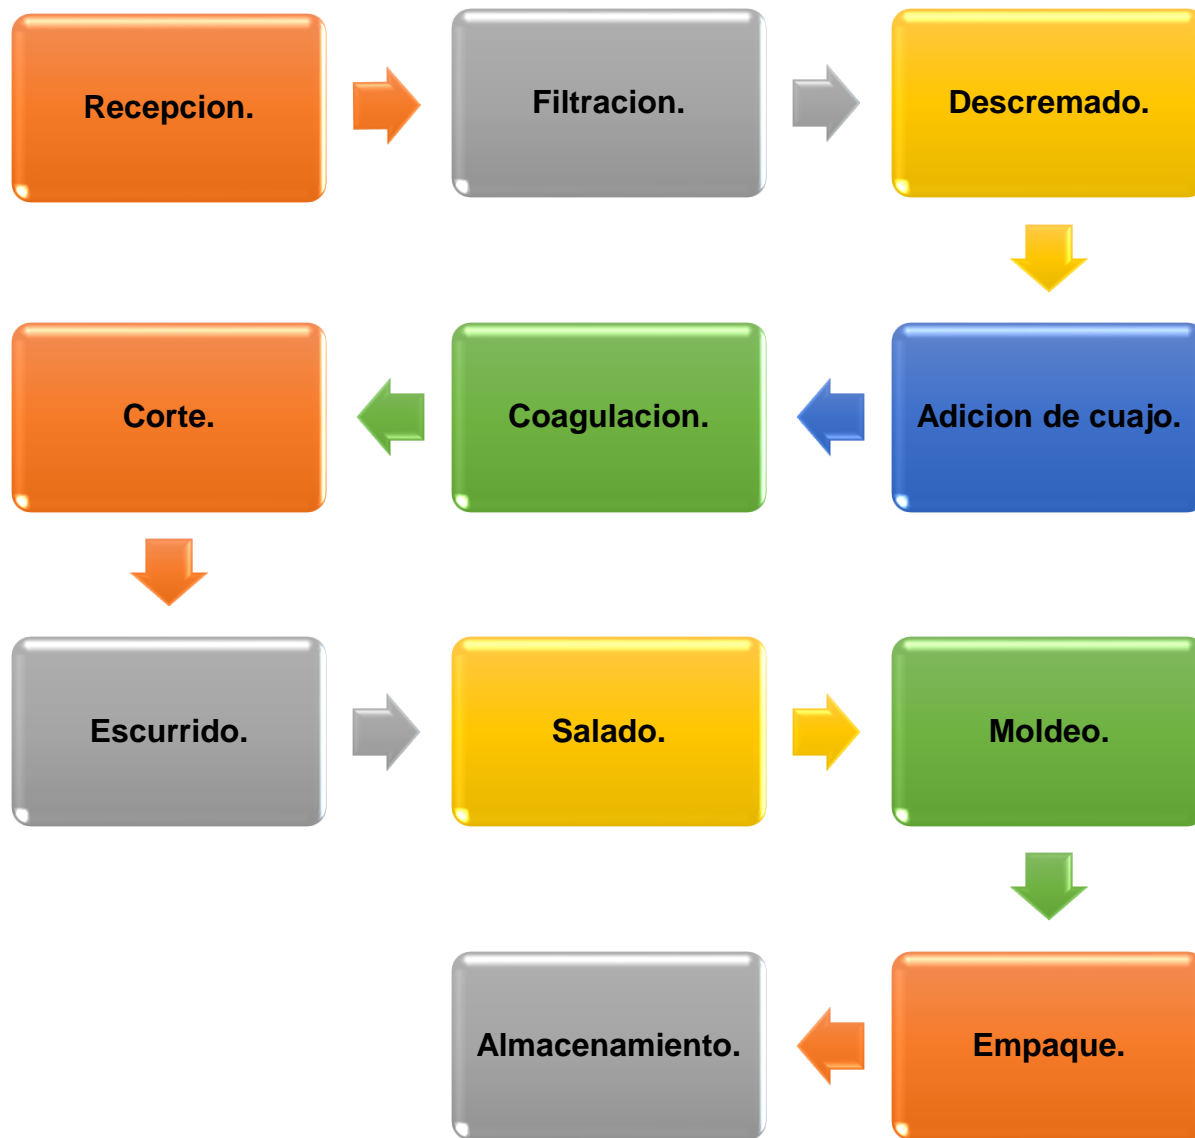 Recepcion.
Filtracion.
Descremado.
Adicion de cuajo.
Coagulacion.
Corte.
Escurrido.
Salado.
Moldeo.
Empaque.
Almacenamiento.